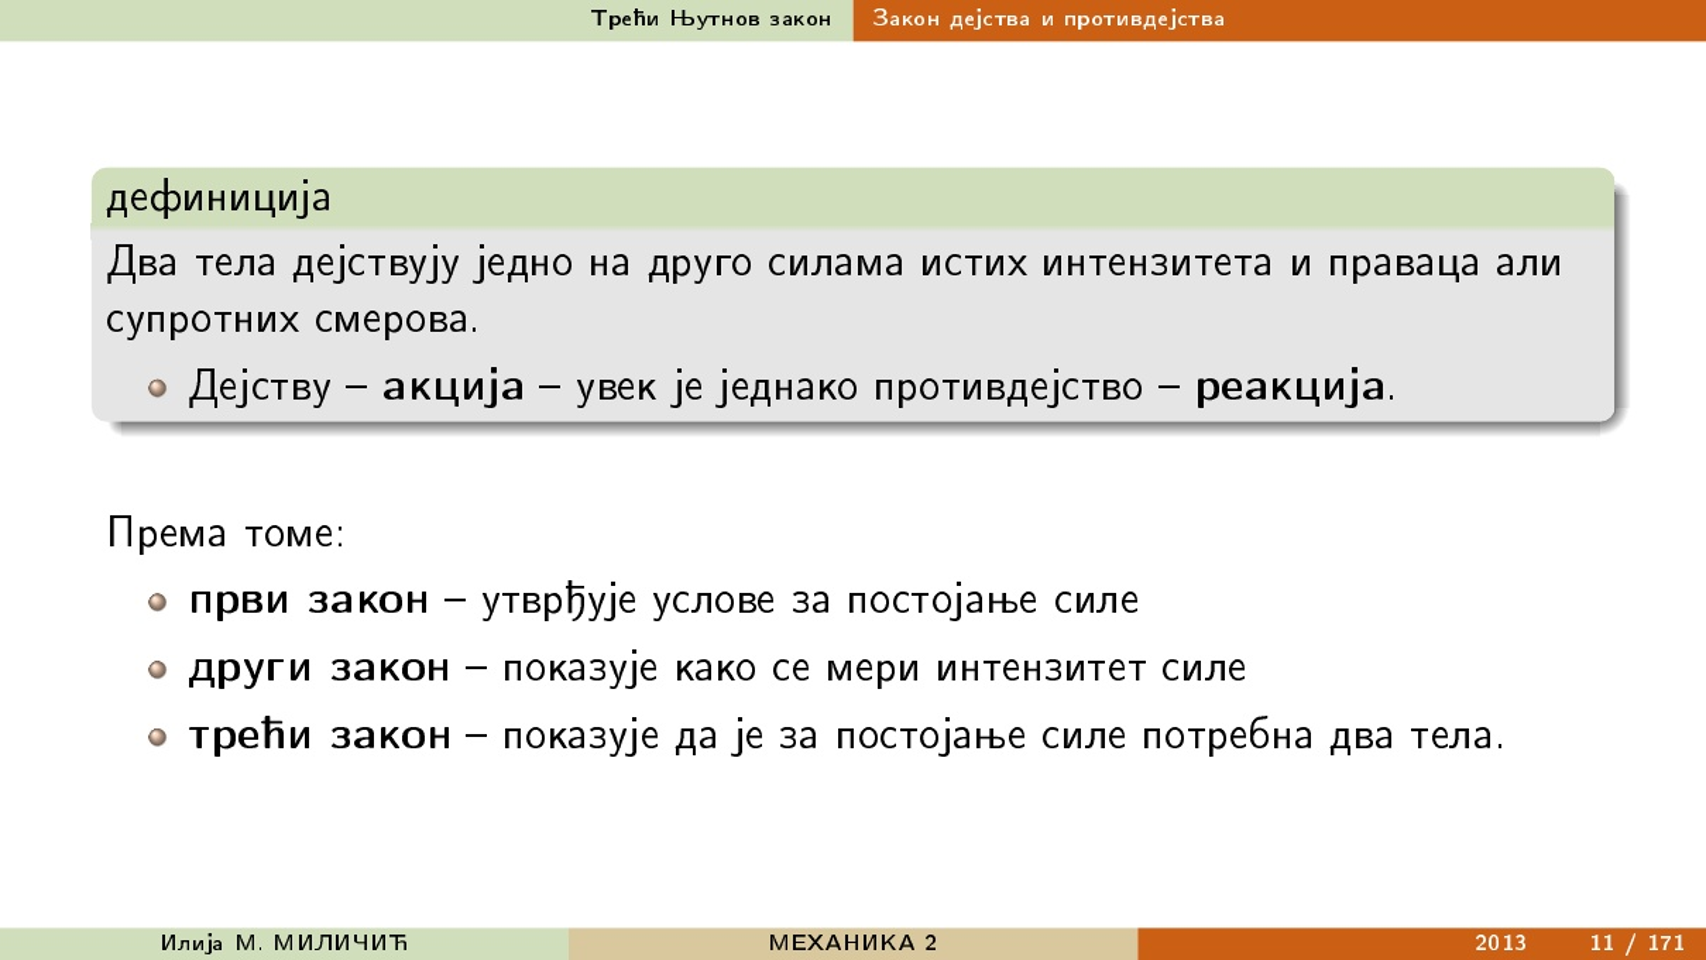 Трећи Њутнов закон
Закон дејства и противдејства
дефиниција
Два тела дејствују једно на друго силама истих интензитета и праваца али
супротних смерова.
Дејству – акција – увек је једнако противдејство – реакција.
Према томе:
први закон – утврђује услове за постојање силе
други закон – показује како се мери интензитет силе
трећи закон – показује да је за постојање силе потребна два тела.
Илија М. МИЛИЧИЋ
МЕХАНИКА 2
2013
11 / 171